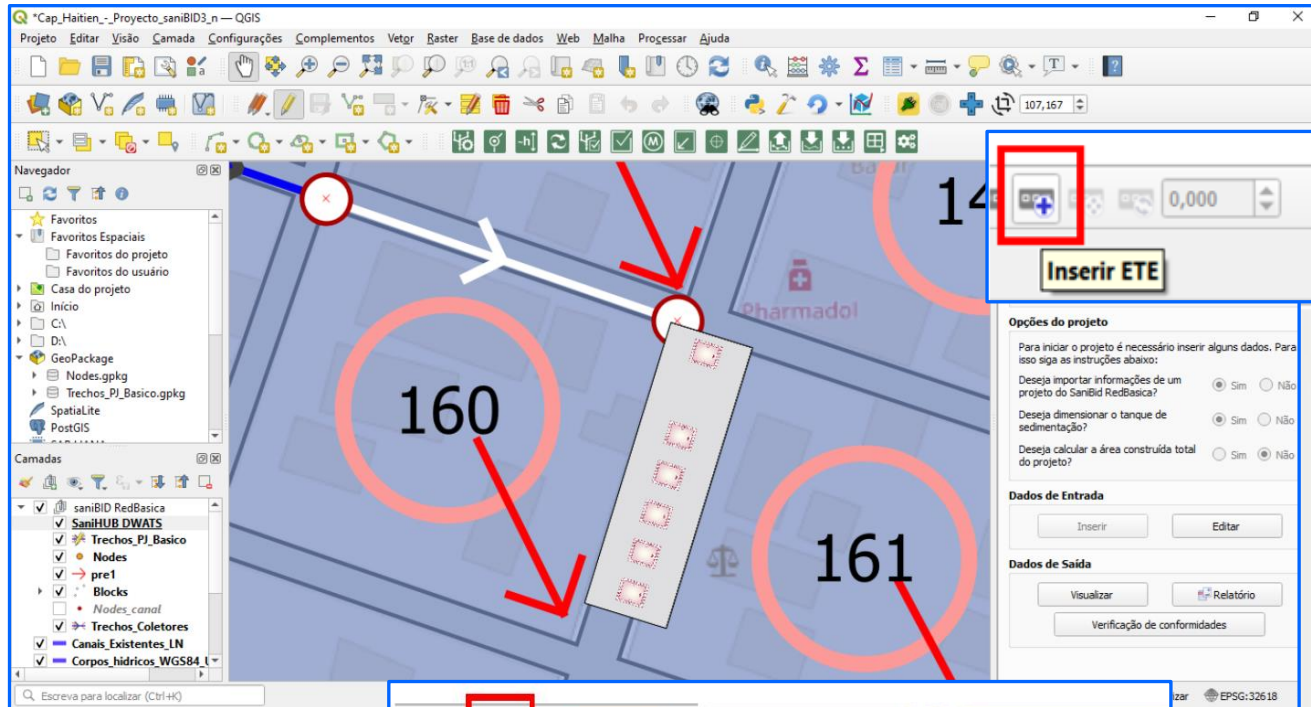 *Cap_Haitien_-_Proyecto_saniBID3_n — QGIS
Projeto Editar Visão Camada Configurações Complementos Vetor Raster Base de dados Web Malha Processar Ajuda
107,167
Navegador
Favoritos
Favoritos Espaciais
Favoritos do projeto
Favoritos do usuário
Casa do projeto
Início
C:\
D:\
GeoPackage
Nodes.gpkg
Trechos_PJ_Basico.gpkg
SpatiaLite
PostGIS
Camadas
saniBID RedBasica
SaniHUB DWATS
Trechos_PJ_Basico
Nodes
pre1
Blocks
Nodes_canal
Trechos_Coletores
Canais_Existentes_LN
Corpos_hidricos_WGS84_
Escreva para localizar (Ctrl+K)
14
Pharmadol
160
161
0,000
Inserir ETE
Opções do projeto
Para iniciar o projeto é necessário inserir alguns dados. Para
isso siga as instruções abaixo:
Deseja importar informações de um
projeto do SaniBid RedBasica?
Sim Não
Deseja dimensionar o tanque de
sedimentação?
Sim Não
Deseja calcular a área construída total
do projeto?
Sim Não
Dados de Entrada
Inserir Editar
Dados de Saída
Visualizar Relatório
Verificação de conformidades
EPSG:32618